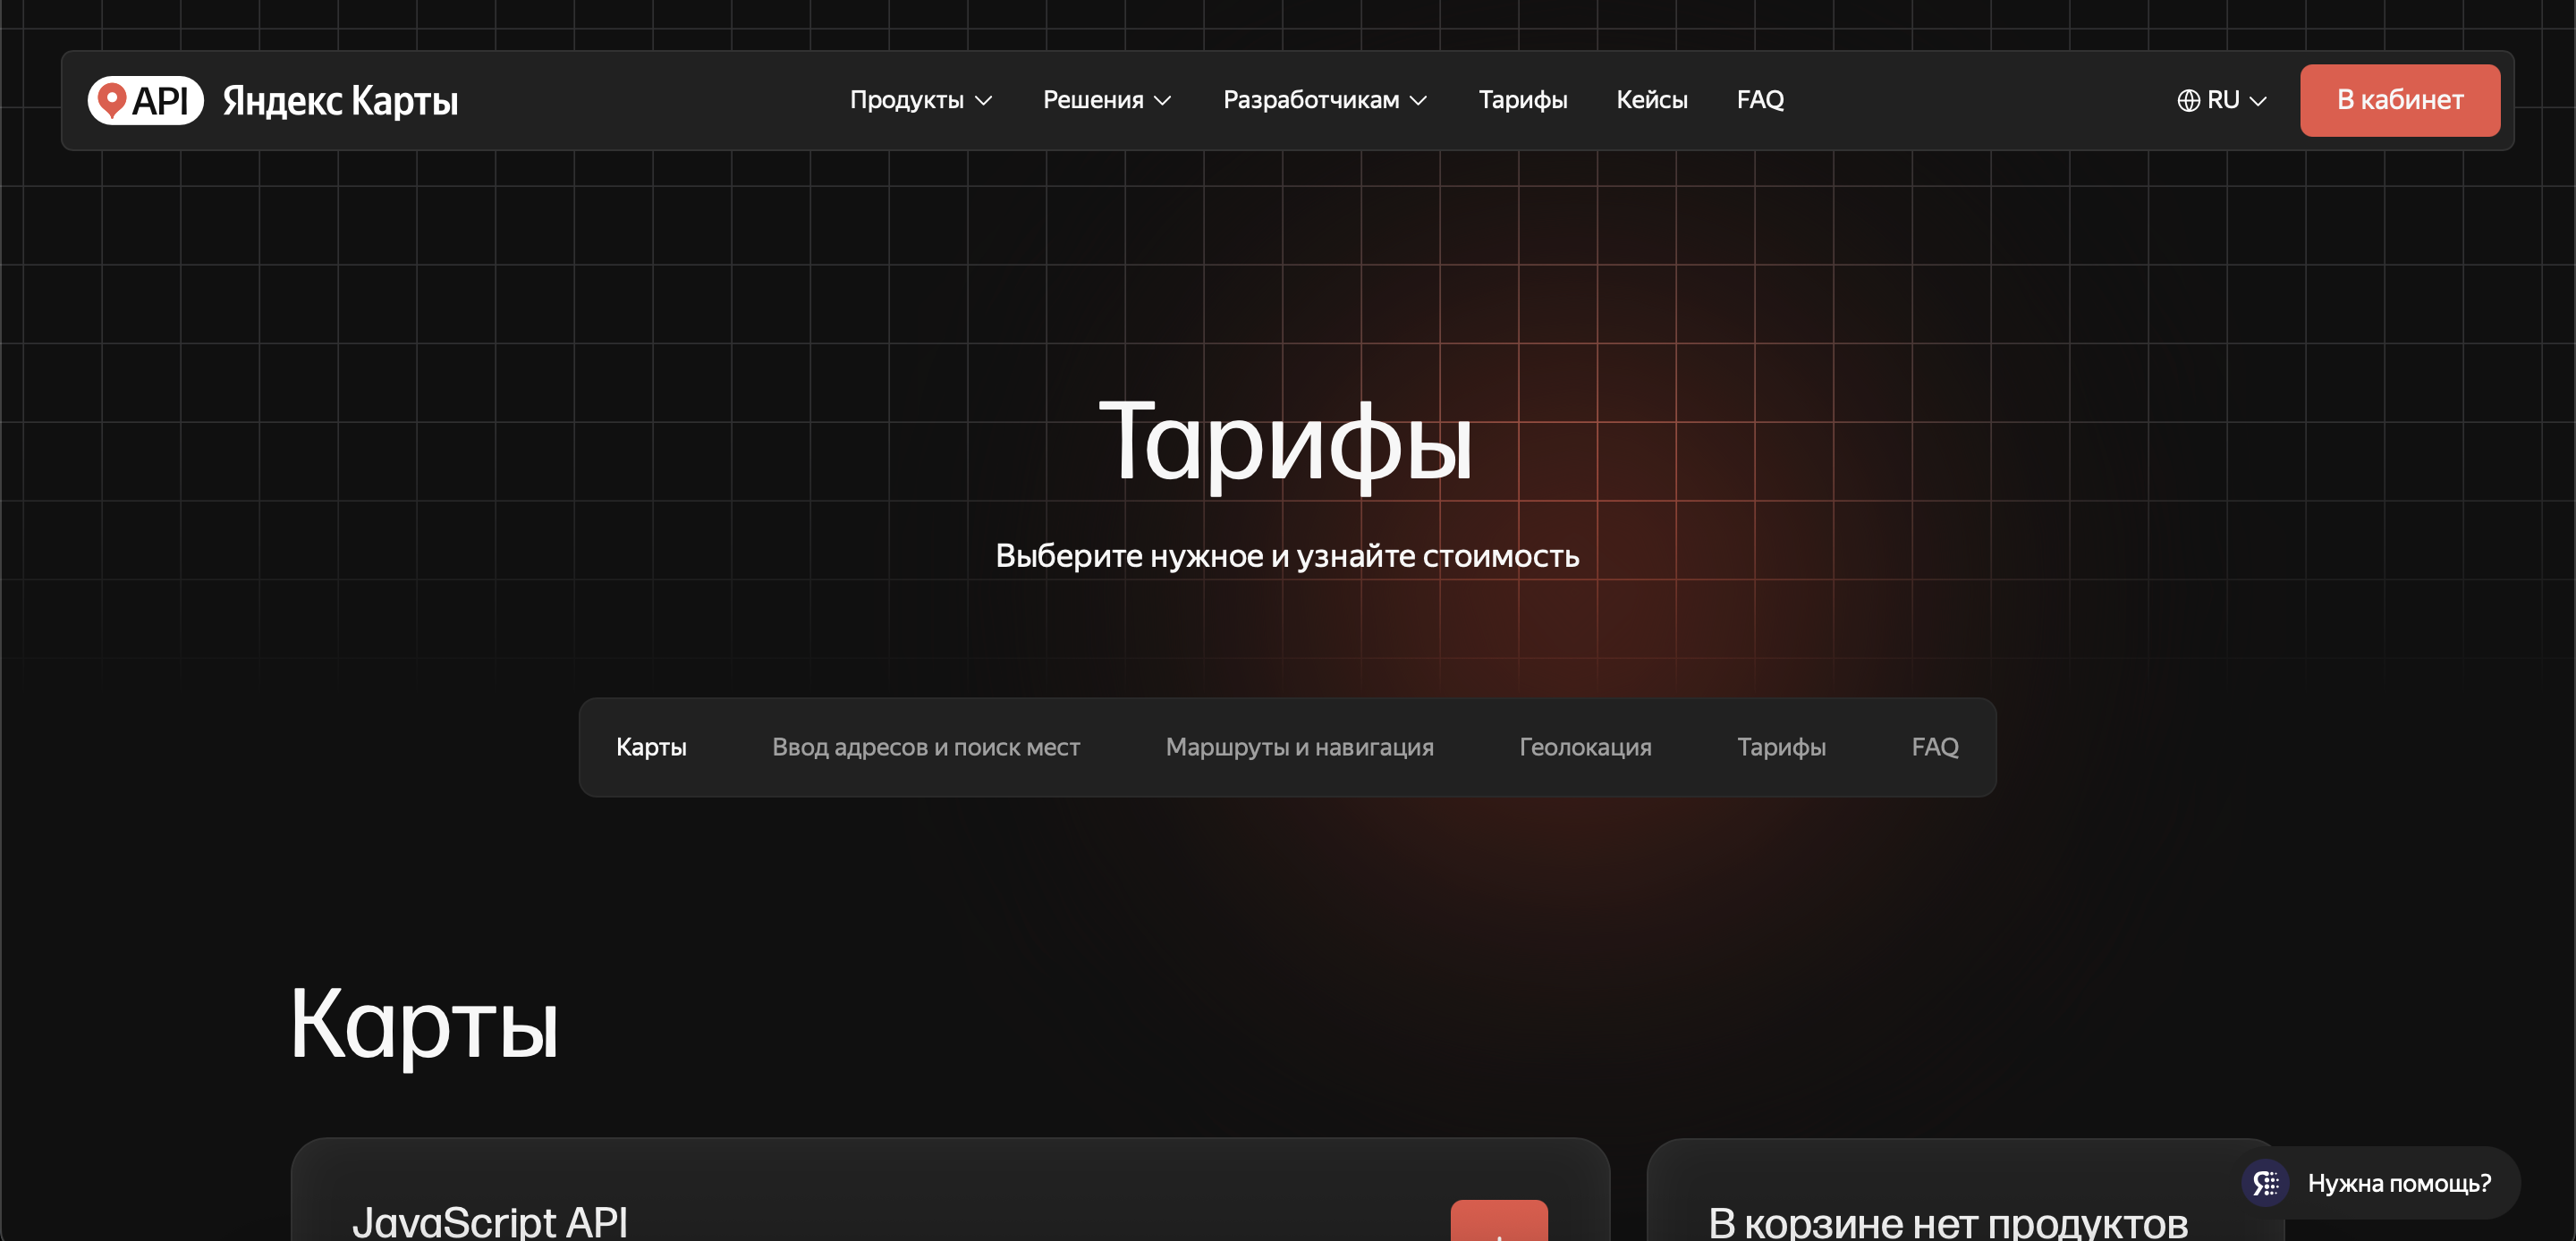 API Яндекс Карты
Продукты
Решения
Разработчикам
Тарифы
Кейсы
FAQ
RU
В кабинет
Тарифы
Выберите нужное и узнайте стоимость
Карты
Ввод адресов и поиск мест
Маршруты и навигация
Геолокация
Тарифы
FAQ
Карты
JavaScript API
В корзине нет продуктов
Нужна помощь?